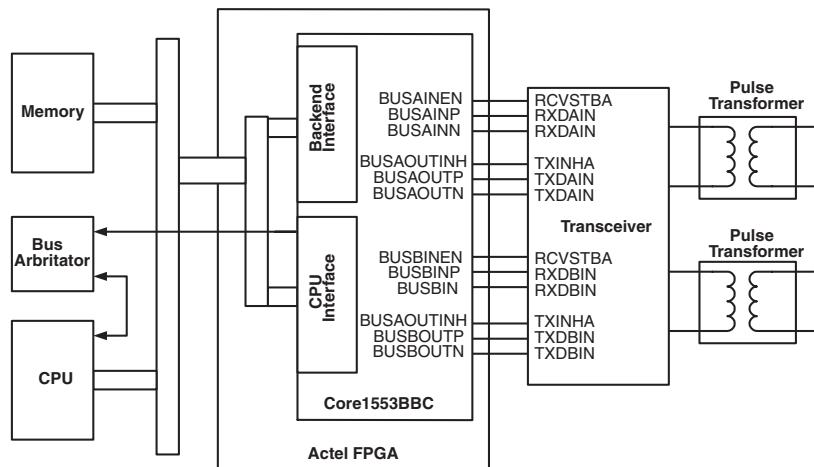 Memory
Bus
Arbritator
CPU
Backend
Interface
CPU
Interface
BUSAINEN
BUSAINP
BUSAINN
BUSAOUTINH
BUSAOUTP
BUSAOUTN
BUSBINEN
BUSBINP
BUSBIN
BUSAOUTINH
BUSBOUTP
BUSBOUTN
Core1553BBC
Actel FPGA
RCVSTBA
RXDAIN
RXDAIN
TXINHA
TXDAIN
TXDAIN
Transceiver
RCVSTBA
RXDBIN
RXDBIN
TXINHA
TXDBIN
TXDBIN
Pulse
Transformer
Pulse
Transformer